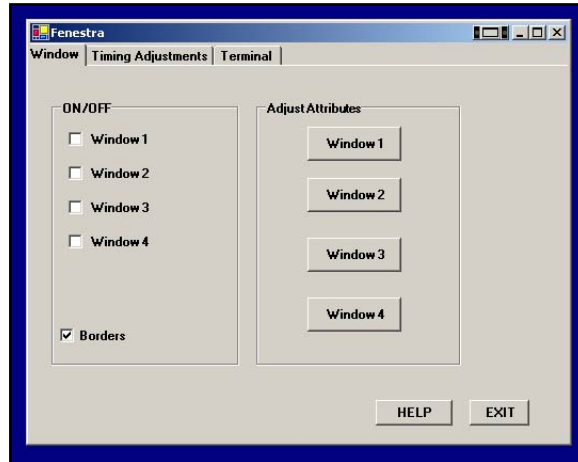 Fenestra
Window Timing Adjustments Terminal
ON/OFF
Window 1
Window 2
Window 3
Window 4
Borders
Adjust Attributes
Window 1
Window 2
Window 3
Window 4
HELP EXIT